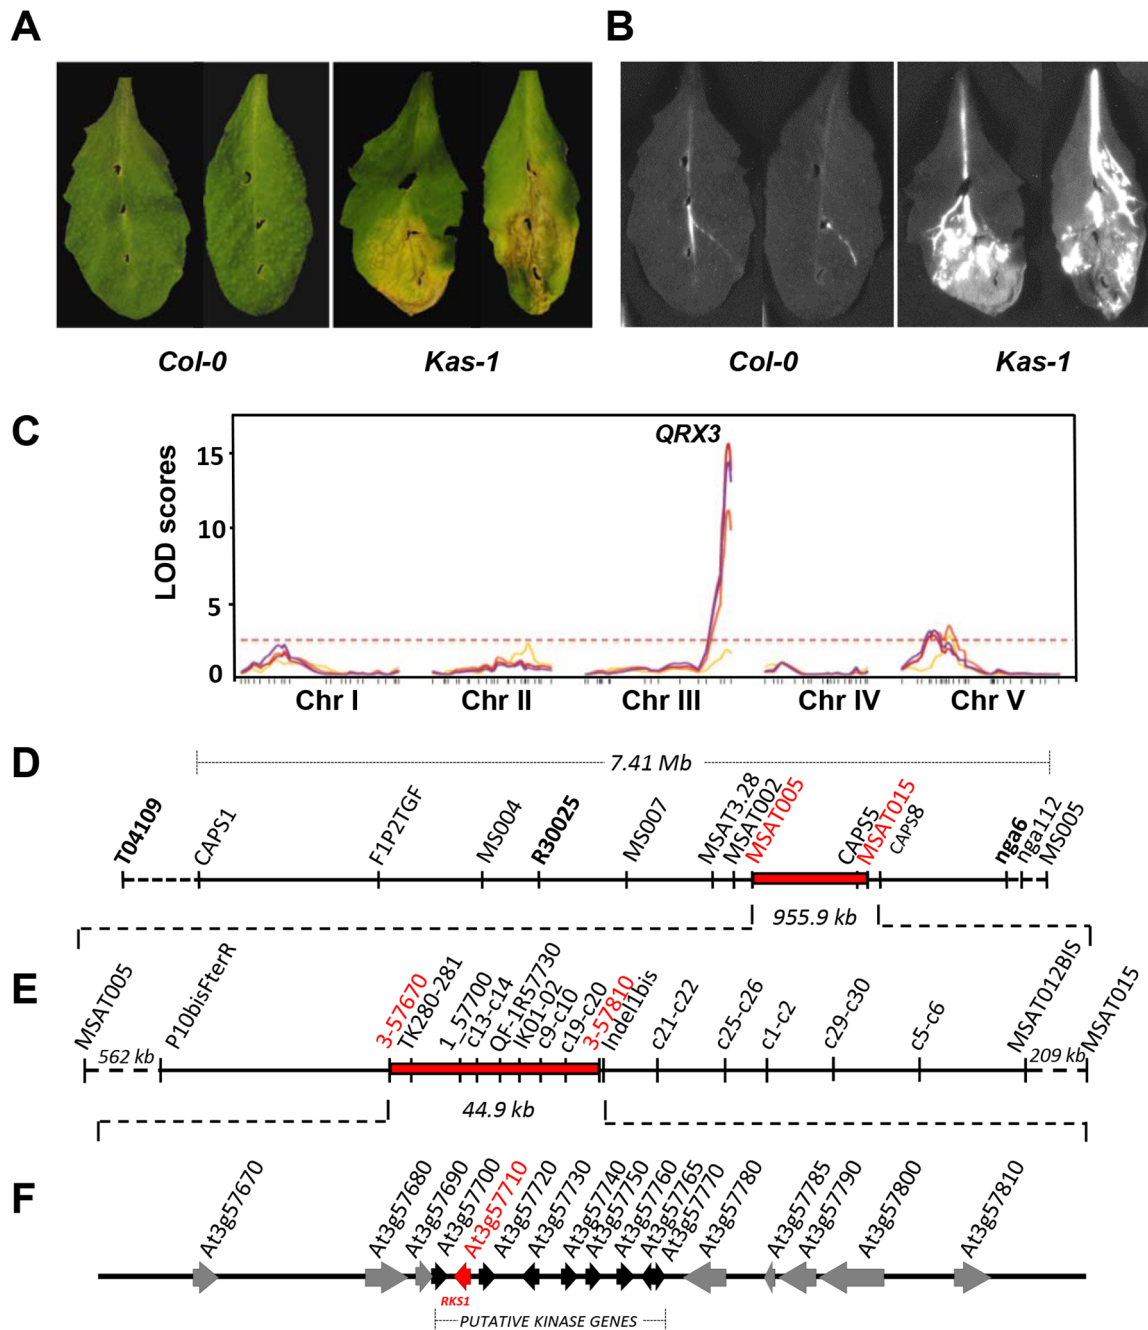 A
B
Col-0
Kas-1
Col-0
Kas-1
C
LOD scores
15
10
5
0
QRX3
Chr I
Chr II
Chr III
Chr IV
Chr V
D
7.41 Mb
T04109
CAPS1
F1P2TGF
MS004
R30025
MS007
MSAT3.28
MSAT002
MSAT005
CAPS5
MSAT015
CAPS8
nga6
nga112
MS005
955.9 kb
E
MSAT005
P10bisFterR
3-57670
TK280-281
1_57700
c13-c14
QF-1R57730
IK01-02
c9-c10
c19-c20
3-57810
Indel1bis
c21-c22
c25-c26
c1-c2
c29-c30
c5-c6
MSAT012BIS
MSAT015
562 kb
209 kb
44.9 kb
F
At3g57670
At3g57680
At3g57690
At3g57700
At3g57710
At3g57720
At3g57730
At3g57740
At3g57750
At3g57760
At3g57765
At3g57770
At3g57780
At3g57785
At3g57790
At3g57800
At3g57810
RKS1
PUTATIVE KINASE GENES